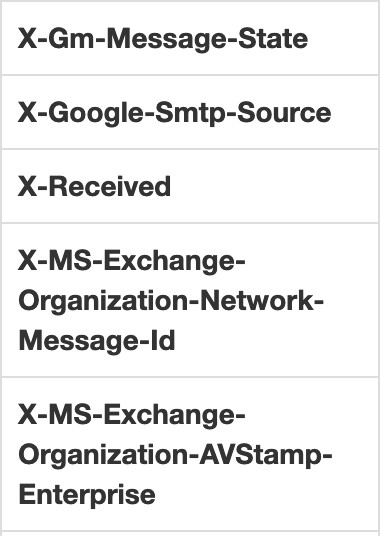 X-Gm-Message-State
X-Google-Smtp-Source
X-Received
X-MS-Exchange-
Organization-Network-
Message-Id
X-MS-Exchange-
Organization-AVStamp-
Enterprise